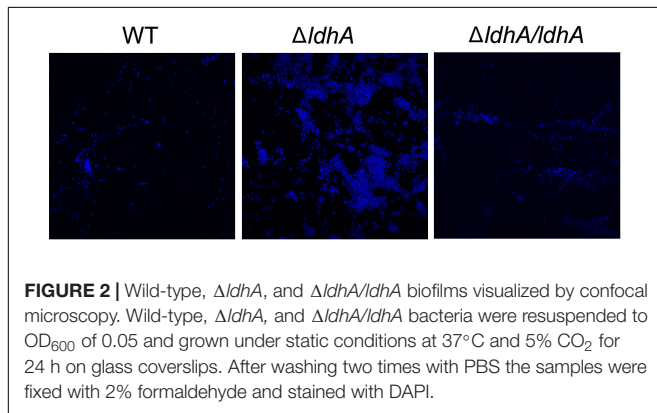 WT ΔldhA ΔldhA/ldhA
FIGURE 2 | Wild-type, ΔldhA, and ΔldhA/ldhA biofilms visualized by confocal
microscopy. Wild-type, ΔldhA, and ΔldhA/ldhA bacteria were resuspended to
OD600 of 0.05 and grown under static conditions at 37°C and 5% CO2 for
24 h on glass coverslips. After washing two times with PBS the samples were
fixed with 2% formaldehyde and stained with DAPI.